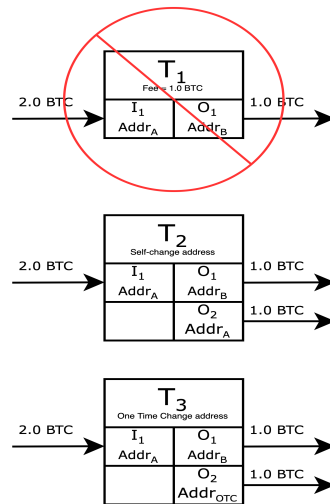 T1
Fee = 1.0 BTC
2.0 BTC I1 O1 1.0 BTC
AddrA AddrB
T2
Self-change address
2.0 BTC I1 O1 1.0 BTC
AddrA AddrB
O2 1.0 BTC
AddrA
T3
One Time Change address
2.0 BTC I1 O1 1.0 BTC
AddrA AddrB
O2 1.0 BTC
AddrOTC